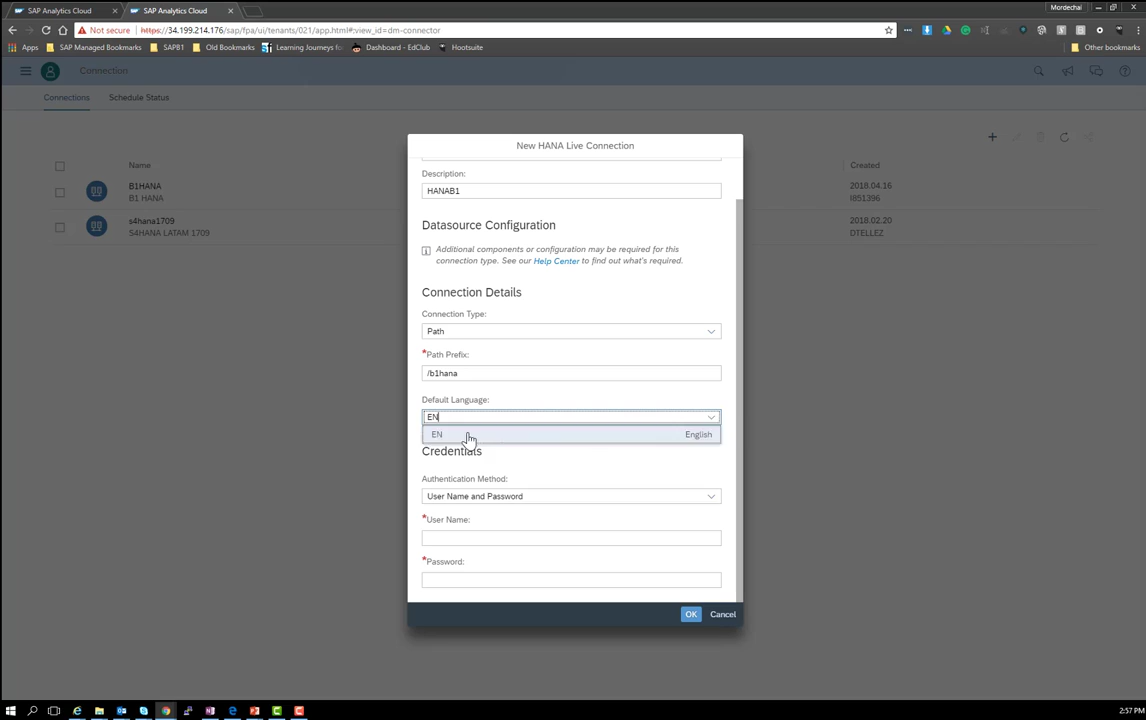 SAP Analytics Cloud
SAP Analytics Cloud
Mordechai
Not secure
https://34.199.214.176/sap/fpa/ui/tenants/021/app.html#;view_id=dm-connector
Apps
SAP Managed Bookmarks
SAPB1
Old Bookmarks
Learning Journeys fo
Dashboard - EdClub
Hootsuite
Other bookmarks
Connection
Connections
Schedule Status
Name
Created
B1HANA
B1 HANA
2018.04.16
I851396
s4hana1709
S4HANA LATAM 1709
2018.02.20
DTELLEZ
New HANA Live Connection
Description:
HANAB1
Datasource Configuration
Additional components or configuration may be required for this
connection type. See our Help Center to find out what's required.
Connection Details
Connection Type:
Path
*Path Prefix:
/b1hana
Default Language:
EN
EN English
Credentials
Authentication Method:
User Name and Password
*User Name:
*Password:
OK
Cancel
2:57 PM